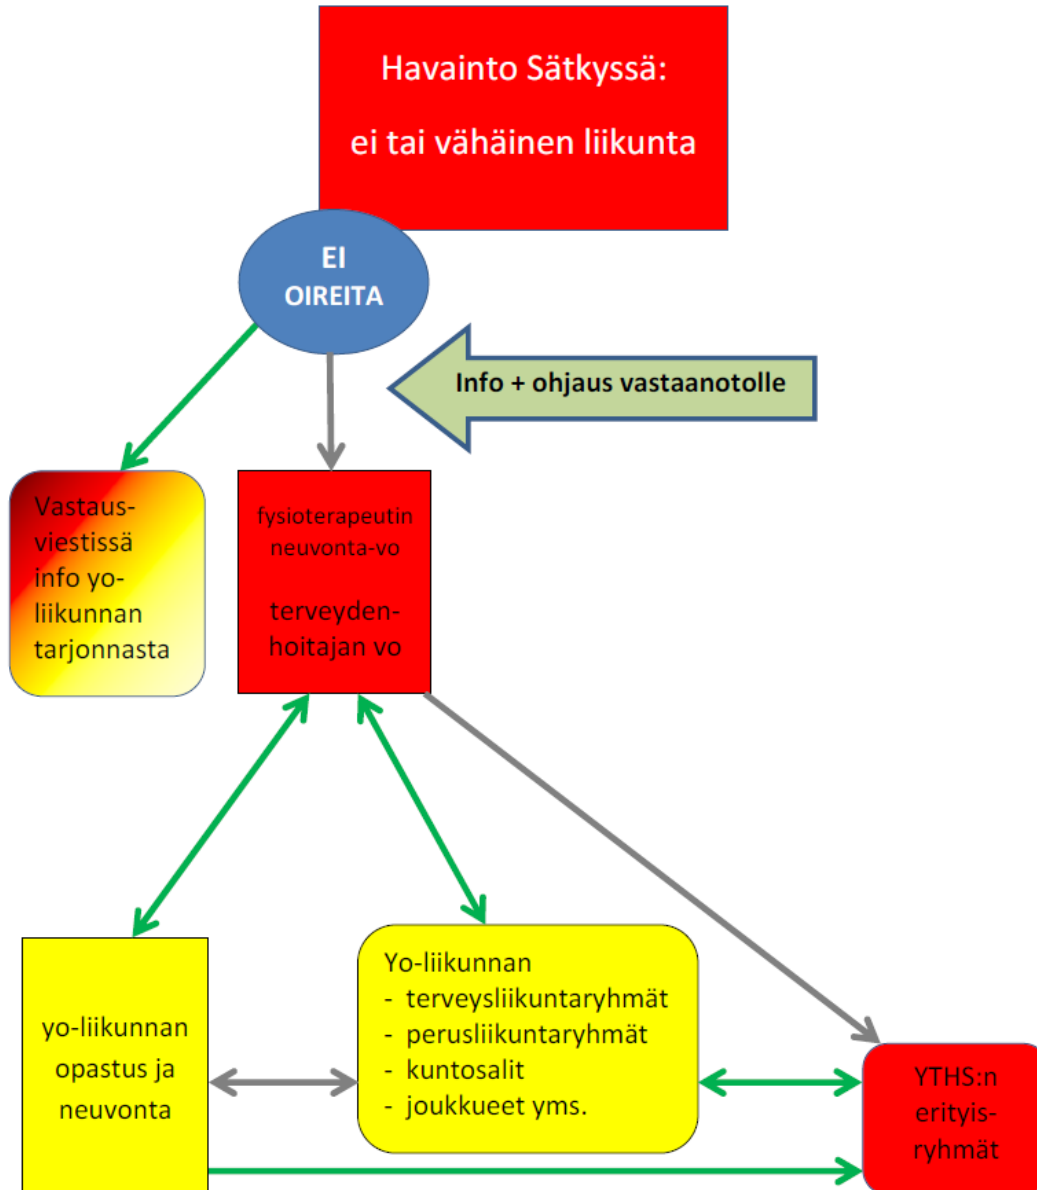 Havainto Sätkyssä:
ei tai vähäinen liikunta
EI
OIREITA
Info + ohjaus vastaanotolle
Vastaus-
viestissä
info yo-
liikunnan
tarjonnasta
fysioterapeutin
neuvonta-vo
terveyden-
hoitajan vo
yo-liikunnan
opastus ja
neuvonta
Yo-liikunnan
- terveysliikuntaryhmät
- perusliikuntaryhmät
- kuntosalit
- joukkueet yms.
YTHS:n
erityis-
ryhmät